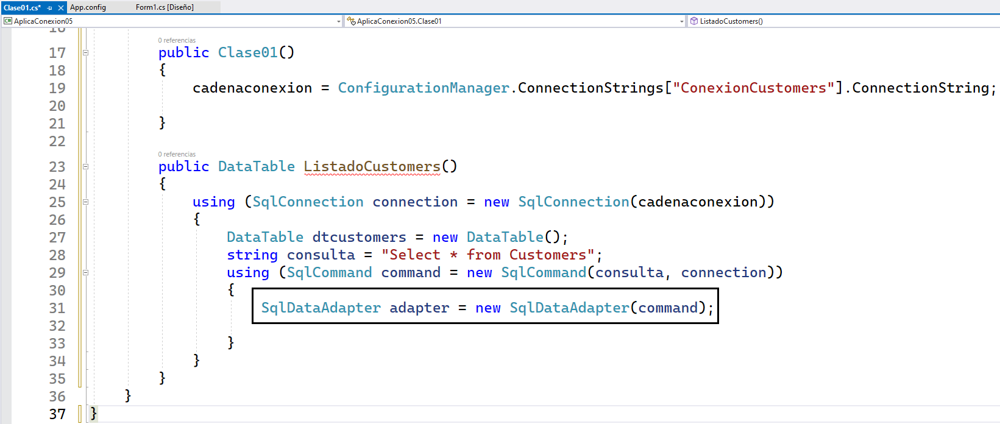 Clase01.cs* App.config Form1.cs [Diseño]
AplicaConexion05 AplicaConexion05.Clase01 ListadoCustomers()
16
0 referencias
17 public Clase01()
18 {
19 cadenaconexion = ConfigurationManager.ConnectionStrings["ConexionCustomers"].ConnectionString;
20
21 }
22
0 referencias
23 public DataTable ListadoCustomers()
24 {
25 using (SqlConnection connection = new SqlConnection(cadenaconexion))
26 {
27 DataTable dtcustomers = new DataTable();
28 string consulta = "Select * from Customers";
29 using (SqlCommand command = new SqlCommand(consulta, connection))
30 {
31 SqlDataAdapter adapter = new SqlDataAdapter(command);
32
33 }
34 }
35 }
36 }
37 }